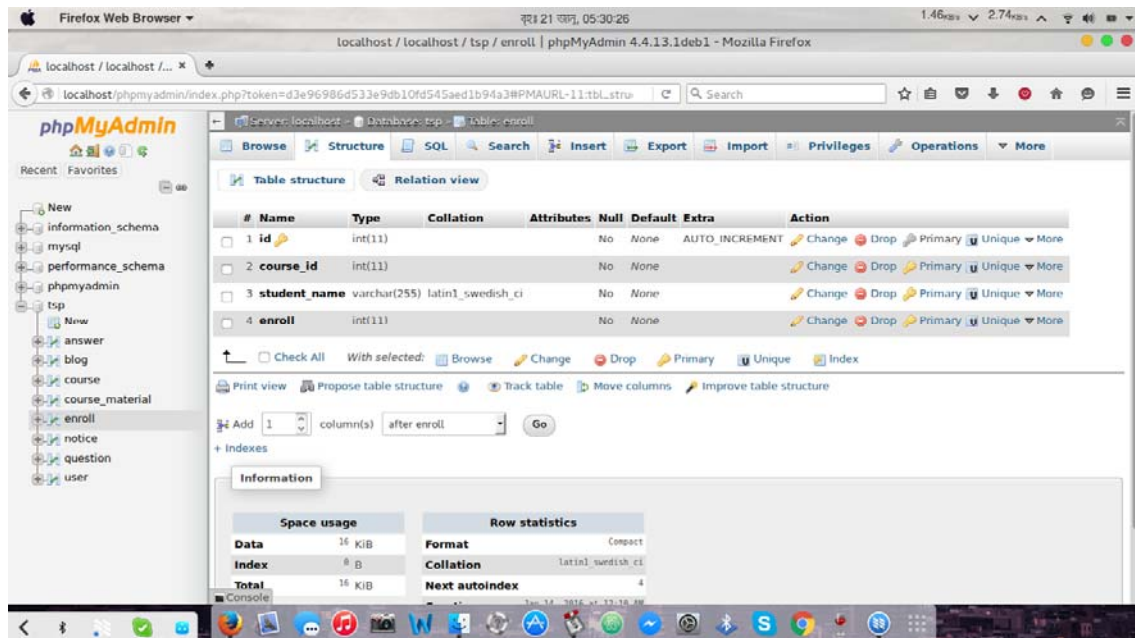 Firefox Web Browser
05:30:26
localhost / localhost / tsp / enroll | phpMyAdmin 4.4.13.1deb1 - Mozilla Firefox
localhost / localhost /...
localhost/phpmyadmin/index.php?token=d3e96986d533e9db10fd545aed1b94a3#PMAURL-11:tbl_stru
Search
phpMyAdmin
Recent Favorites
New
information_schema
mysql
performance_schema
phpmyadmin
tsp
New
answer
blog
course
course_material
enroll
notice
question
user
Server: localhost - Database: tsp - Table: enroll
Browse Structure SQL Search Insert Export Import Privileges Operations More
Table structure Relation view
# Name Type Collation Attributes Null Default Extra Action
1 id int(11) No None AUTO_INCREMENT Change Drop Primary Unique More
2 course_id int(11) No None Change Drop Primary Unique More
3 student_name varchar(255) latin1_swedish_ci No None Change Drop Primary Unique More
4 enroll int(11) No None Change Drop Primary Unique More
Check All With selected: Browse Change Drop Primary Unique Index
Print view Propose table structure Track table Move columns Improve table structure
Add 1 column(s) after enroll Go
+ Indexes
Information
Space usage
Data 16 KiB
Index 0 B
Total 16 KiB
Row statistics
Format Compact
Collation latin1_swedish_ci
Next autoindex 4
Console